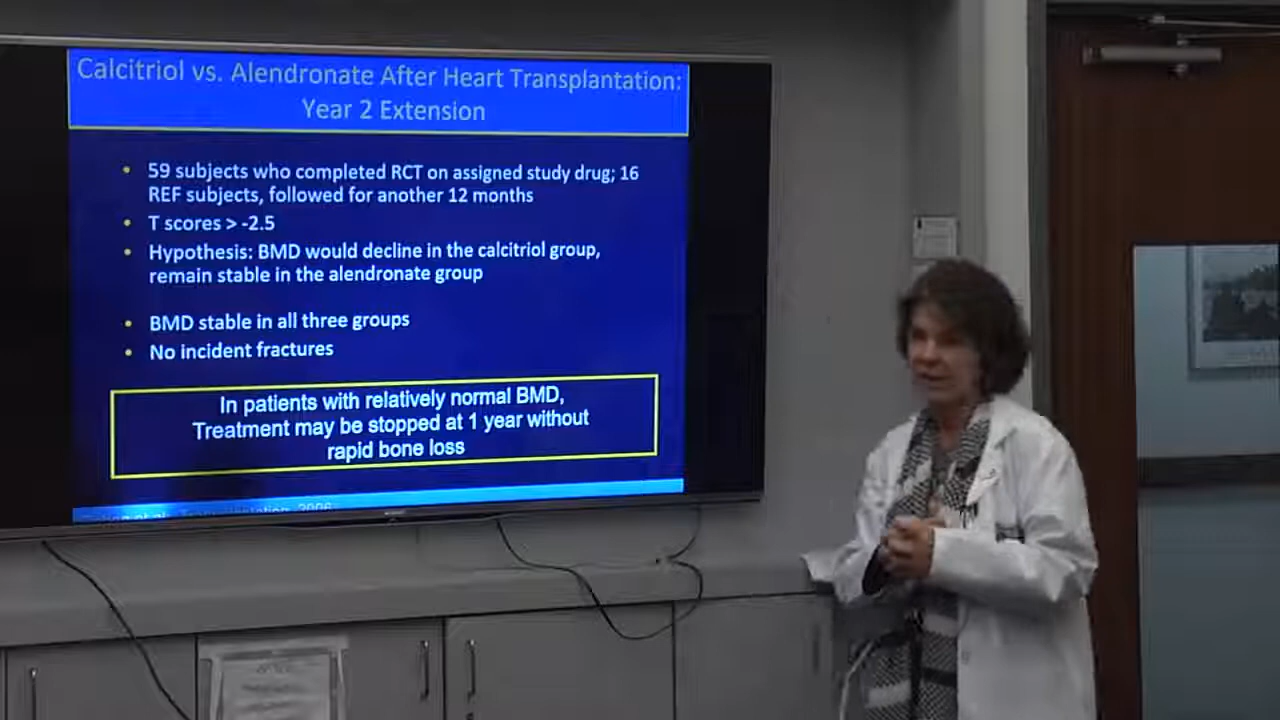 Calcitriol vs. Alendronate After Heart Transplantation:
Year 2 Extension
• 59 subjects who completed RCT on assigned study drug; 16
REF subjects, followed for another 12 months
• T scores > -2.5
• Hypothesis: BMD would decline in the calcitriol group,
remain stable in the alendronate group
• BMD stable in all three groups
• No incident fractures
In patients with relatively normal BMD,
Treatment may be stopped at 1 year without
rapid bone loss